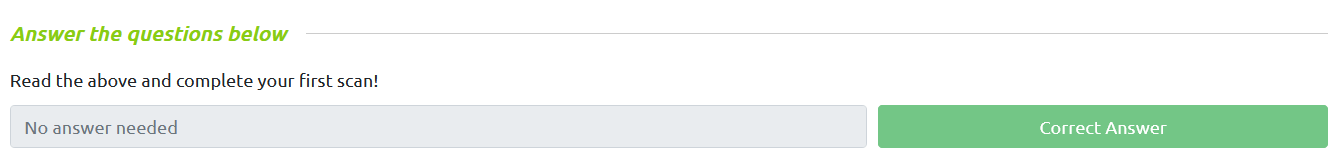 Answer the questions below
Read the above and complete your first scan!
No answer needed
Correct Answer